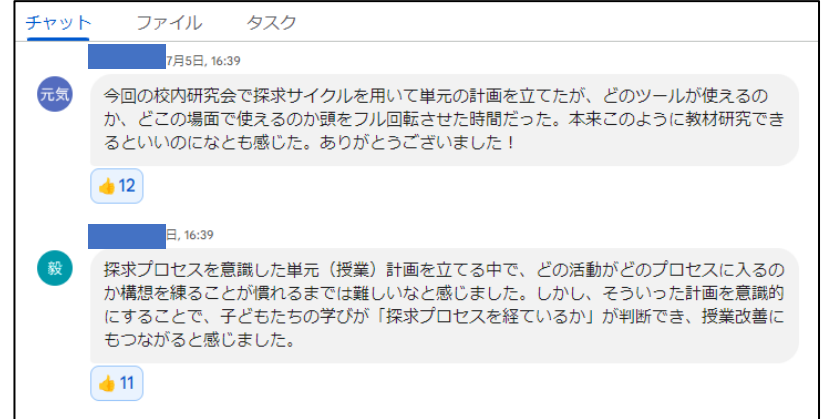 チャット ファイル タスク
7月5日, 16:39
元気
今回の校内研究会で探求サイクルを用いて単元の計画を立てたが、どのツールが使えるの
か、どこの場面で使えるのか頭をフル回転させた時間だった。本来このように教材研究でき
るといいのになとも感じた。ありがとうございました！
👍 12
日, 16:39
毅
探求プロセスを意識した単元（授業）計画を立てる中で、どの活動がどのプロセスに入るの
か構想を練ることが慣れるまでは難しいなと感じました。しかし、そういった計画を意識的
にすることで、子どもたちの学びが「探求プロセスを経ているか」が判断でき、授業改善に
もつながると感じました。
👍 11